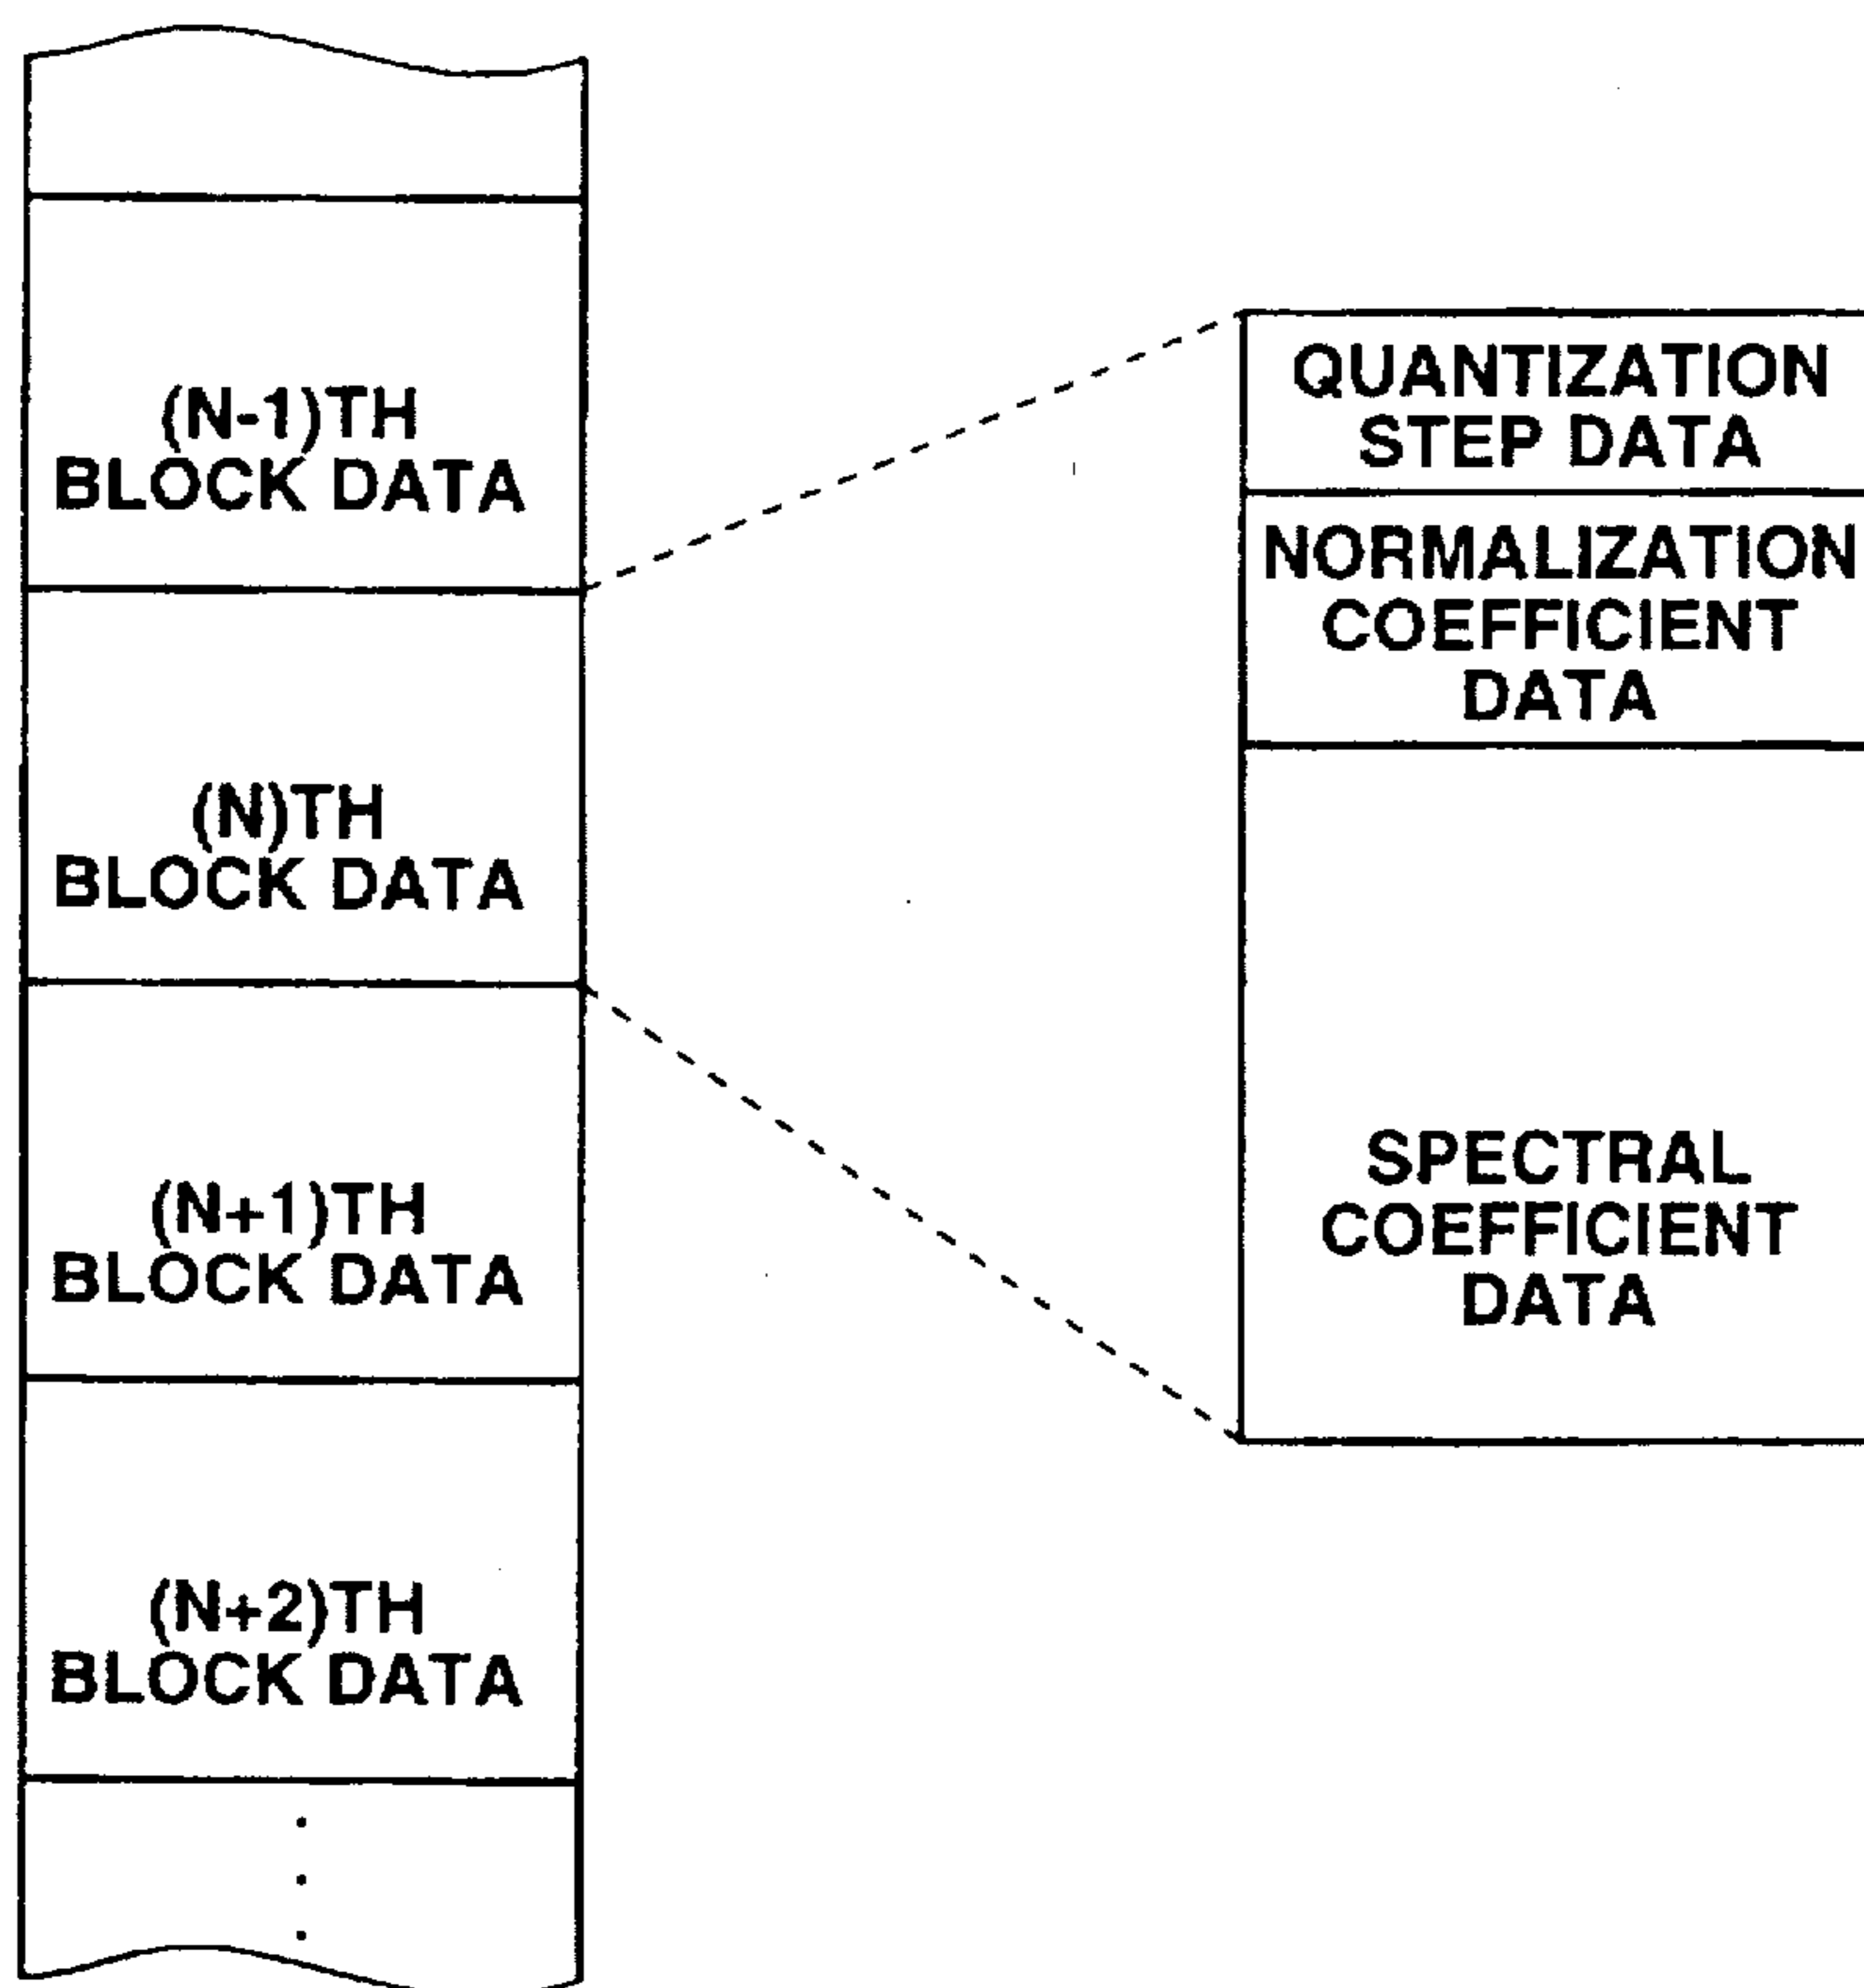 (N-1)TH
BLOCK DATA
(N)TH
BLOCK DATA
(N+1)TH
BLOCK DATA
(N+2)TH
BLOCK DATA
QUANTIZATION
STEP DATA
NORMALIZATION
COEFFICIENT
DATA
SPECTRAL
COEFFICIENT
DATA